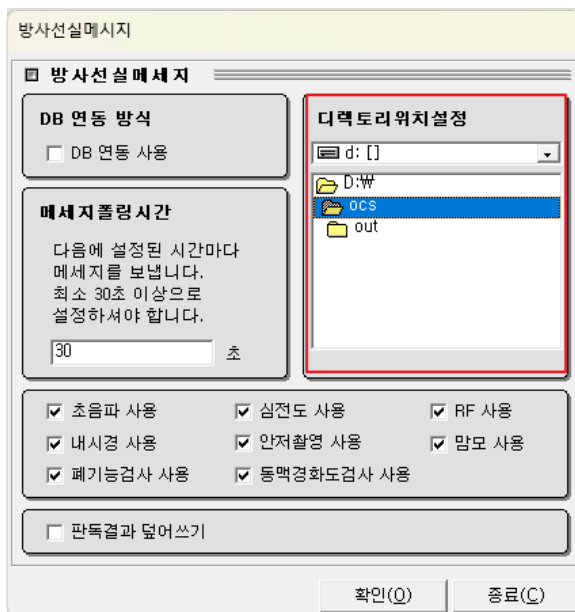 방사선실메시지
방사선실메세지
DB 연동 방식
DB 연동 사용
메세지폴링시간
다음에 설정된 시간마다
메세지를 보냅니다.
최소 30초 이상으로
설정하셔야 합니다.
30 초
디렉토리위치설정
d: []
D:₩
ocs
out
초음파 사용 심전도 사용 RF 사용
내시경 사용 안저촬영 사용 맘모 사용
폐기능검사 사용 동맥경화도검사 사용
판독결과 덮어쓰기
확인(O) 종료(C)